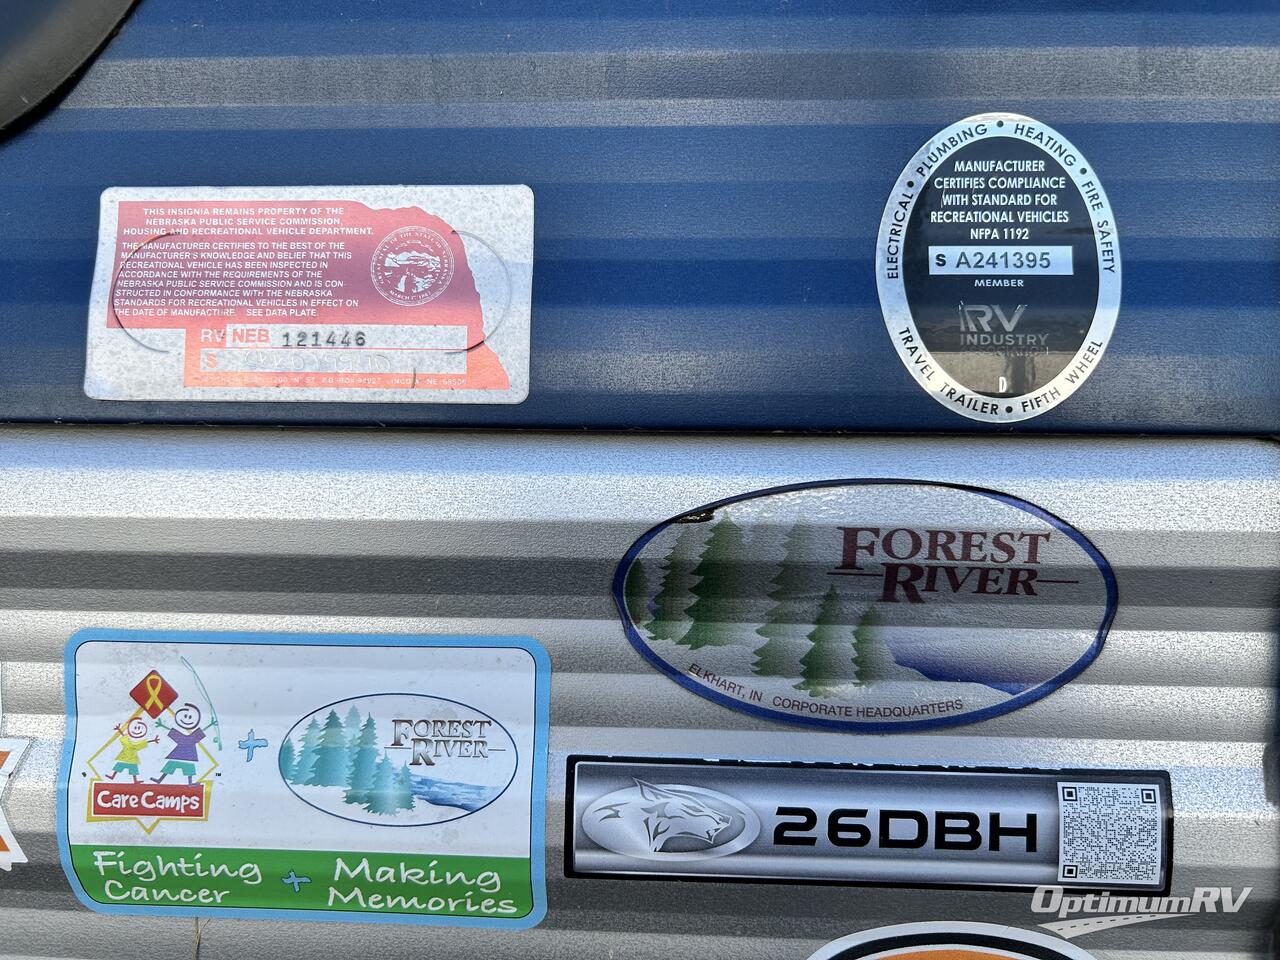 THIS INSIGNIA REMAINS PROPERTY OF THE
NEBRASKA PUBLIC SERVICE COMMISSION,
HOUSING AND RECREATIONAL VEHICLE DEPARTMENT.
THE MANUFACTURER CERTIFIES TO THE BEST OF THE
MANUFACTURER'S KNOWLEDGE AND BELIEF THAT THIS
RECREATIONAL VEHICLE HAS BEEN INSPECTED IN
ACCORDANCE WITH THE REQUIREMENTS OF THE
NEBRASKA PUBLIC SERVICE COMMISSION AND IS CON-
STRUCTED IN CONFORMANCE WITH THE NEBRASKA
STANDARDS FOR RECREATIONAL VEHICLES IN EFFECT ON
THE DATE OF MANUFACTURE. SEE DATA PLATE.
RV NEB 121446
S
ELECTRICAL • PLUMBING • HEATING • FIRE SAFETY
MANUFACTURER
CERTIFIES COMPLIANCE
WITH STANDARD FOR
RECREATIONAL VEHICLES
NFPA 1192
S A241395
MEMBER
RV
INDUSTRY
D
TRAVEL TRAILER • FIFTH WHEEL
FOREST
RIVER
ELKHART, IN CORPORATE HEADQUARTERS
Care Camps
+
FOREST
RIVER
Fighting
Cancer
+
Making
Memories
26DBH
OptimumRV